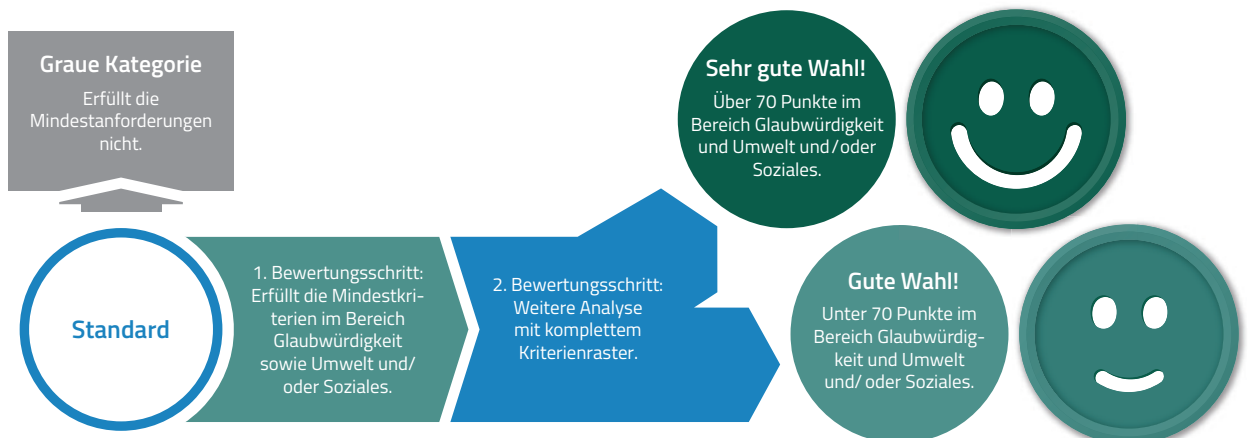 Graue Kategorie
Erfüllt die
Mindestanforderungen
nicht.
Standard
1. Bewertungsschritt:
Erfüllt die Mindestkri-
terien im Bereich
Glaubwürdigkeit
sowie Umwelt und/
oder Soziales.
2. Bewertungsschritt:
Weitere Analyse
mit komplettem
Kriterienraster.
Sehr gute Wahl!
Über 70 Punkte im
Bereich Glaubwürdigkeit
und Umwelt und/oder
Soziales.
Gute Wahl!
Unter 70 Punkte im
Bereich Glaubwürdig-
keit und Umwelt
und/ oder Soziales.